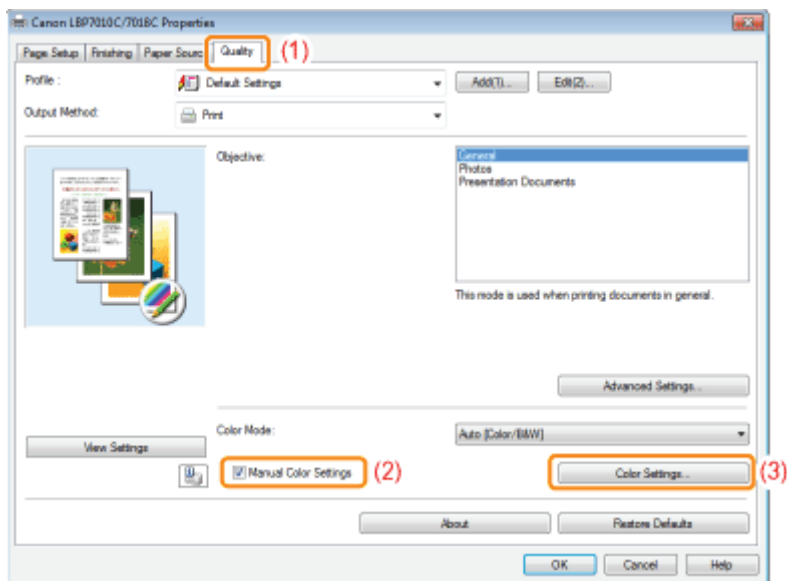 Canon LBP7010C/7018C Properties
Page Setup Finishing Paper Sourc Quality (1)
Profile : Default Settings Add(1)... Edit(2)...
Output Method: Print
Objective: General
Photos
Presentation Documents
This mode is used when printing documents in general.
Advanced Settings...
Color Mode: Auto [Color/B&W]
View Settings
Manual Color Settings (2) Color Settings... (3)
About Restore Defaults
OK Cancel Help